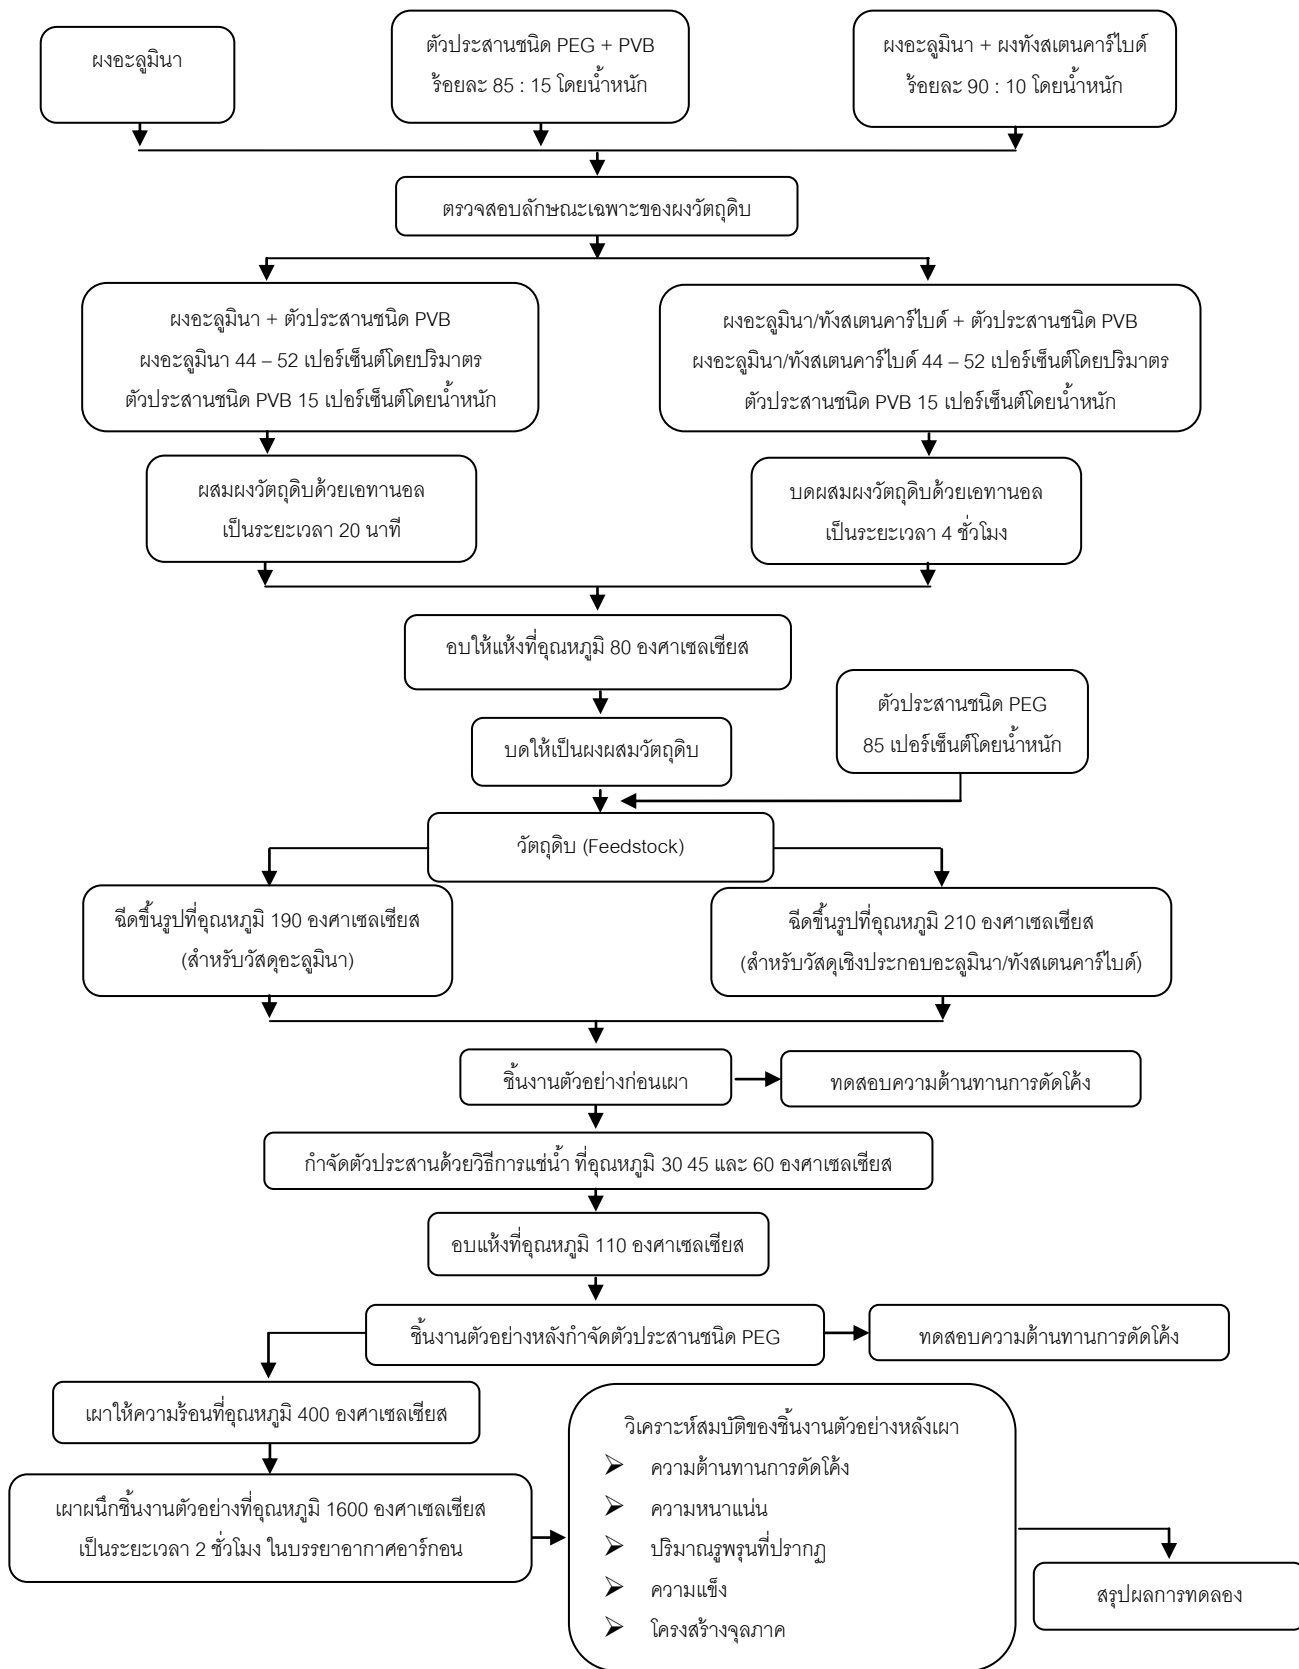 ผงอะลูมินา
ตัวประสานชนิด PEG + PVB
ร้อยละ 85 : 15 โดยน้ำหนัก
ผงอะลูมินา + ผงทังสเตนคาร์ไบด์
ร้อยละ 90 : 10 โดยน้ำหนัก
ตรวจสอบลักษณะเฉพาะของผงวัตถุดิบ
ผงอะลูมินา + ตัวประสานชนิด PVB
ผงอะลูมินา 44 – 52 เปอร์เซ็นต์โดยปริมาตร
ตัวประสานชนิด PVB 15 เปอร์เซ็นต์โดยน้ำหนัก
ผงอะลูมินา/ทังสเตนคาร์ไบด์ + ตัวประสานชนิด PVB
ผงอะลูมินา/ทังสเตนคาร์ไบด์ 44 – 52 เปอร์เซ็นต์โดยปริมาตร
ตัวประสานชนิด PVB 15 เปอร์เซ็นต์โดยน้ำหนัก
ผสมผงวัตถุดิบด้วยเอทานอล
เป็นระยะเวลา 20 นาที
บดผสมผงวัตถุดิบด้วยเอทานอล
เป็นระยะเวลา 4 ชั่วโมง
อบให้แห้งที่อุณหภูมิ 80 องศาเซลเซียส
ตัวประสานชนิด PEG
85 เปอร์เซ็นต์โดยน้ำหนัก
บดให้เป็นผงผสมวัตถุดิบ
วัตถุดิบ (Feedstock)
ฉีดขึ้นรูปที่อุณหภูมิ 190 องศาเซลเซียส
(สำหรับวัสดุอะลูมินา)
ฉีดขึ้นรูปที่อุณหภูมิ 210 องศาเซลเซียส
(สำหรับวัสดุเชิงประกอบอะลูมินา/ทังสเตนคาร์ไบด์)
ชิ้นงานตัวอย่างก่อนเผา
ทดสอบความต้านทานการดัดโค้ง
กำจัดตัวประสานด้วยวิธีการแช่น้ำ ที่อุณหภูมิ 30 45 และ 60 องศาเซลเซียส
อบแห้งที่อุณหภูมิ 110 องศาเซลเซียส
ชิ้นงานตัวอย่างหลังกำจัดตัวประสานชนิด PEG
ทดสอบความต้านทานการดัดโค้ง
เผาให้ความร้อนที่อุณหภูมิ 400 องศาเซลเซียส
เผาผนึกชิ้นงานตัวอย่างที่อุณหภูมิ 1600 องศาเซลเซียส
เป็นระยะเวลา 2 ชั่วโมง ในบรรยากาศอาร์กอน
วิเคราะห์สมบัติของชิ้นงานตัวอย่างหลังเผา
➢ ความต้านทานการดัดโค้ง
➢ ความหนาแน่น
➢ ปริมาณรูพรุนที่ปรากฏ
➢ ความแข็ง
➢ โครงสร้างจุลภาค
สรุปผลการทดลอง